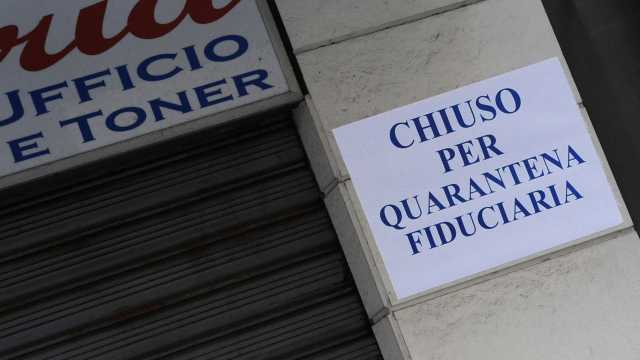 UFFICIO
E TONER
CHIUSO
PER
QUARANTENA
FIDUCIARIA